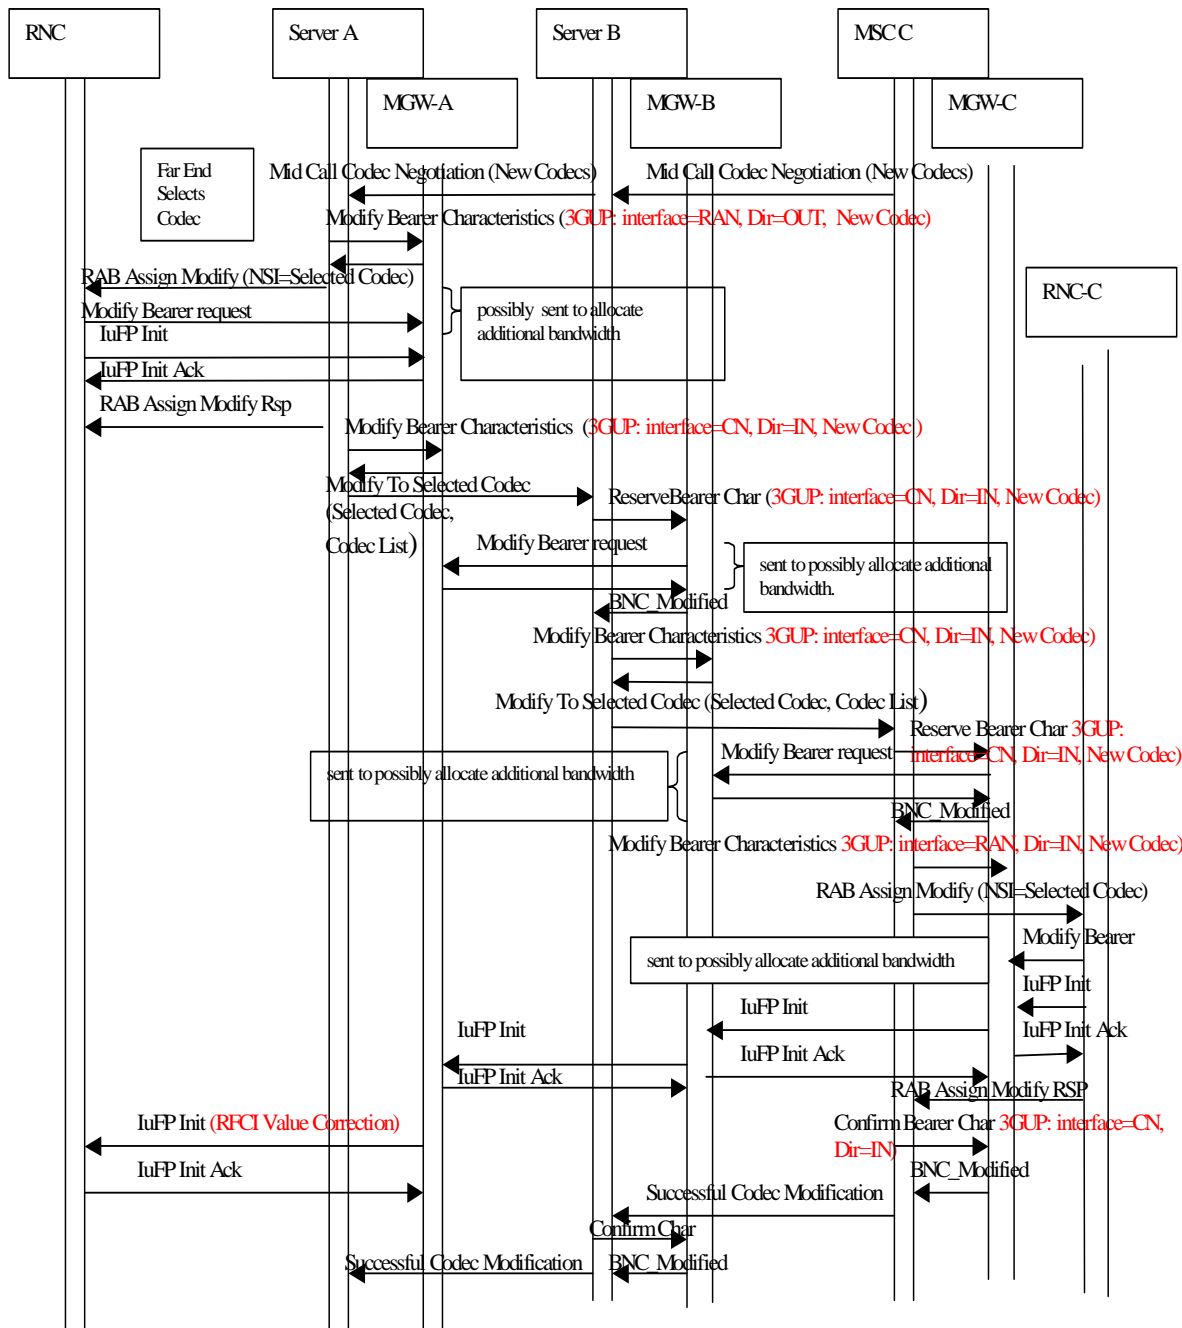 RNC
Server A
Server B
MSC C
MGW-A
MGW-B
MGW-C
Far End
Selects
Codec
Mid Call Codec Negotiation (New Codecs)
Mid Call Codec Negotiation (New Codecs)
Modify Bearer Characteristics (3GUP: interface=RAN, Dir=OUT, New Codec)
RAB Assign Modify (NSI=Selected Codec)
RNC-C
Modify Bearer request
possibly sent to allocate
additional bandwidth
IuFP Init
IuFP Init Ack
RAB Assign Modify Rsp
Modify Bearer Characteristics (3GUP: interface=CN, Dir=IN, New Codec )
Modify To Selected Codec
(Selected Codec,
Codec List)
ReserveBearer Char (3GUP: interface=CN, Dir=IN, New Codec)
Modify Bearer request
sent to possibly allocate additional
bandwidth.
BNC_Modified
Modify Bearer Characteristics 3GUP: interface=CN, Dir=IN, New Codec)
Modify To Selected Codec (Selected Codec, Codec List)
Reserve Bearer Char 3GUP:
interface=CN, Dir=IN, New Codec)
Modify Bearer request
sent to possibly allocate additional bandwidth
BNC_Modified
Modify Bearer Characteristics 3GUP: interface=RAN, Dir=IN, New Codec)
RAB Assign Modify (NSI=Selected Codec)
Modify Bearer
sent to possibly allocate additional bandwidth
IuFP Init
IuFP Init
IuFP Init
IuFP Init Ack
IuFP Init Ack
IuFP Init Ack
RAB Assign Modify RSP
IuFP Init (RFCI Value Correction)
Confirm Bearer Char 3GUP: interface=CN,
Dir=IN)
IuFP Init Ack
BNC_Modified
Successful Codec Modification
Confirm Char
Successful Codec Modification
BNC_Modified